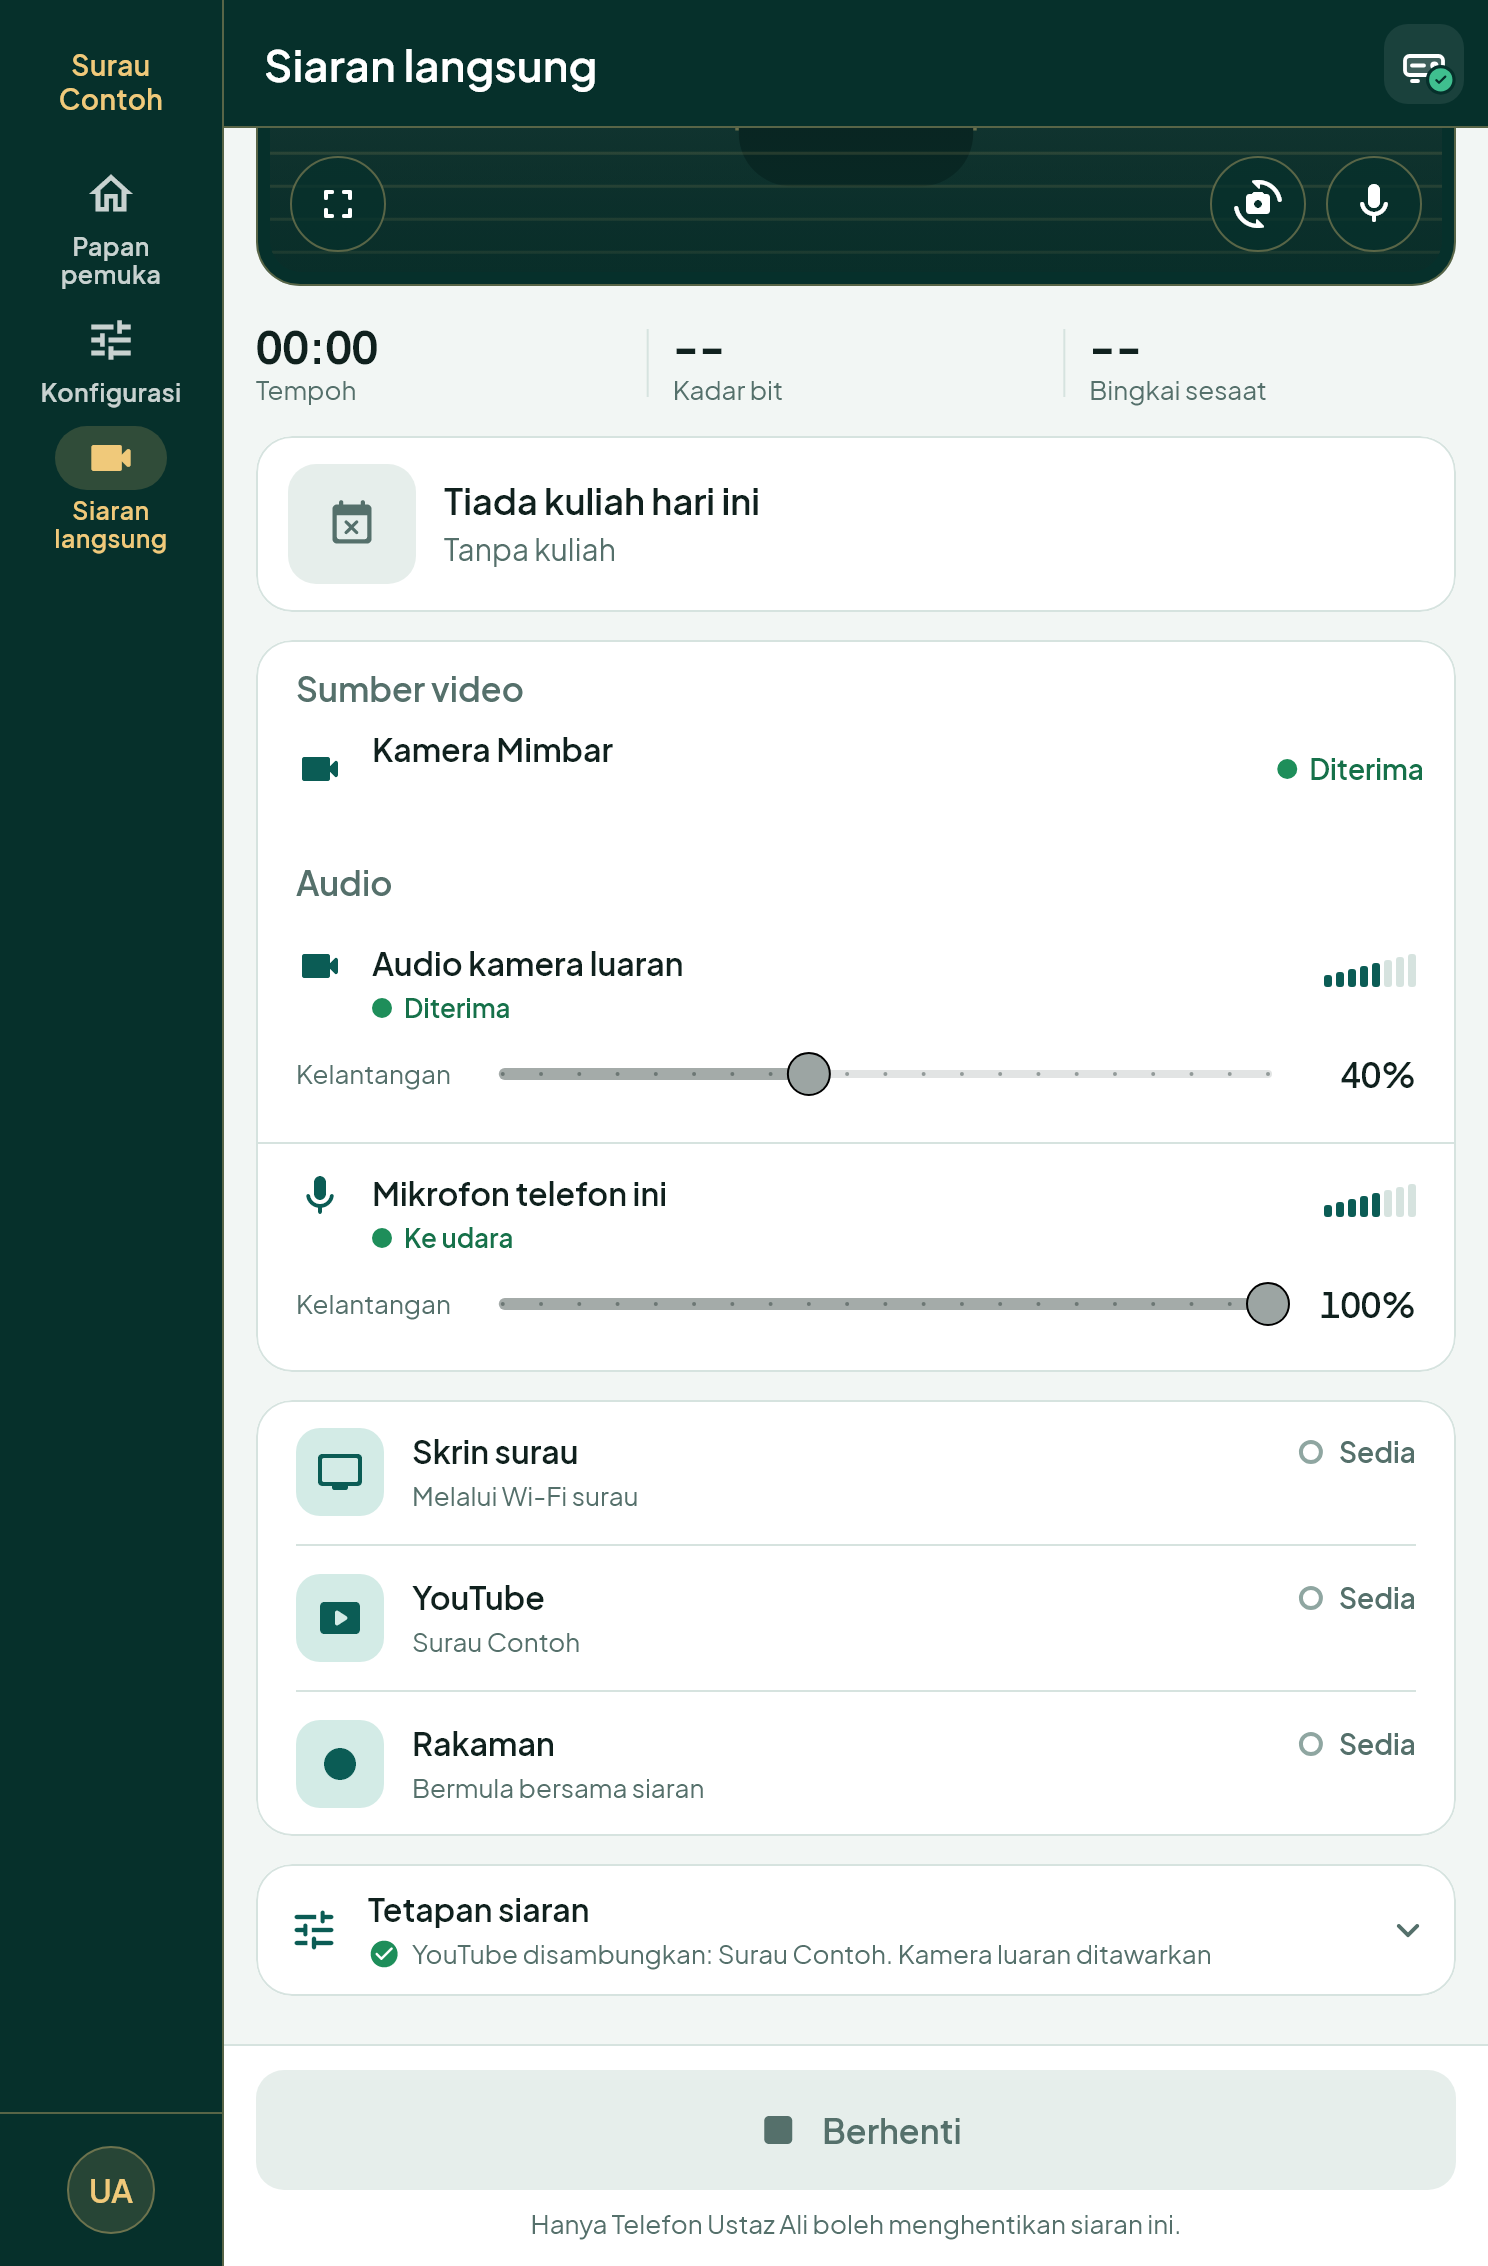 Surau
Contoh
Papan
pemuka
Konfigurasi
Siaran
langsung
UA
Siaran langsung
00:00
Tempoh
--
Kadar bit
--
Bingkai sesaat
Tiada kuliah hari ini
Tanpa kuliah
Sumber video
Kamera Mimbar
Diterima
Audio
Audio kamera luaran
Diterima
Kelantangan
40%
Mikrofon telefon ini
Ke udara
Kelantangan
100%
Skrin surau
Sedia
Melalui Wi-Fi surau
YouTube
Sedia
Surau Contoh
Rakaman
Sedia
Bermula bersama siaran
Tetapan siaran
YouTube disambungkan: Surau Contoh. Kamera luaran ditawarkan
Berhenti
Hanya Telefon Ustaz Ali boleh menghentikan siaran ini.